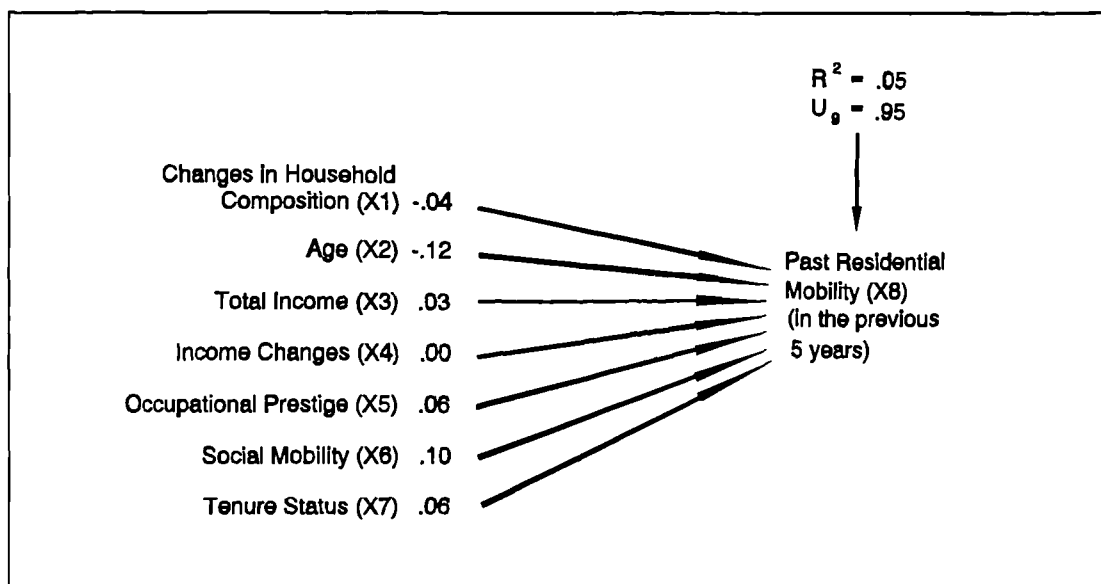 R² = .05
U₉ = .95
Changes in Household
Composition (X1) -.04
Age (X2) -.12
Total Income (X3) .03
Income Changes (X4) .00
Occupational Prestige (X5) .06
Social Mobility (X6) .10
Tenure Status (X7) .06
Past Residential
Mobility (X8)
(in the previous
5 years)